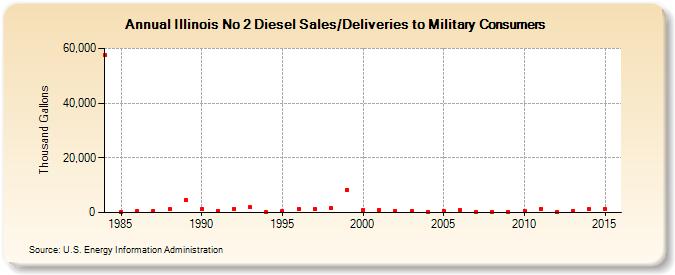 Annual Illinois No 2 Diesel Sales/Deliveries to Military Consumers
Thousand Gallons
60,000
40,000
20,000
0
1985 1990 1995 2000 2005 2010 2015
Source: U.S. Energy Information Administration